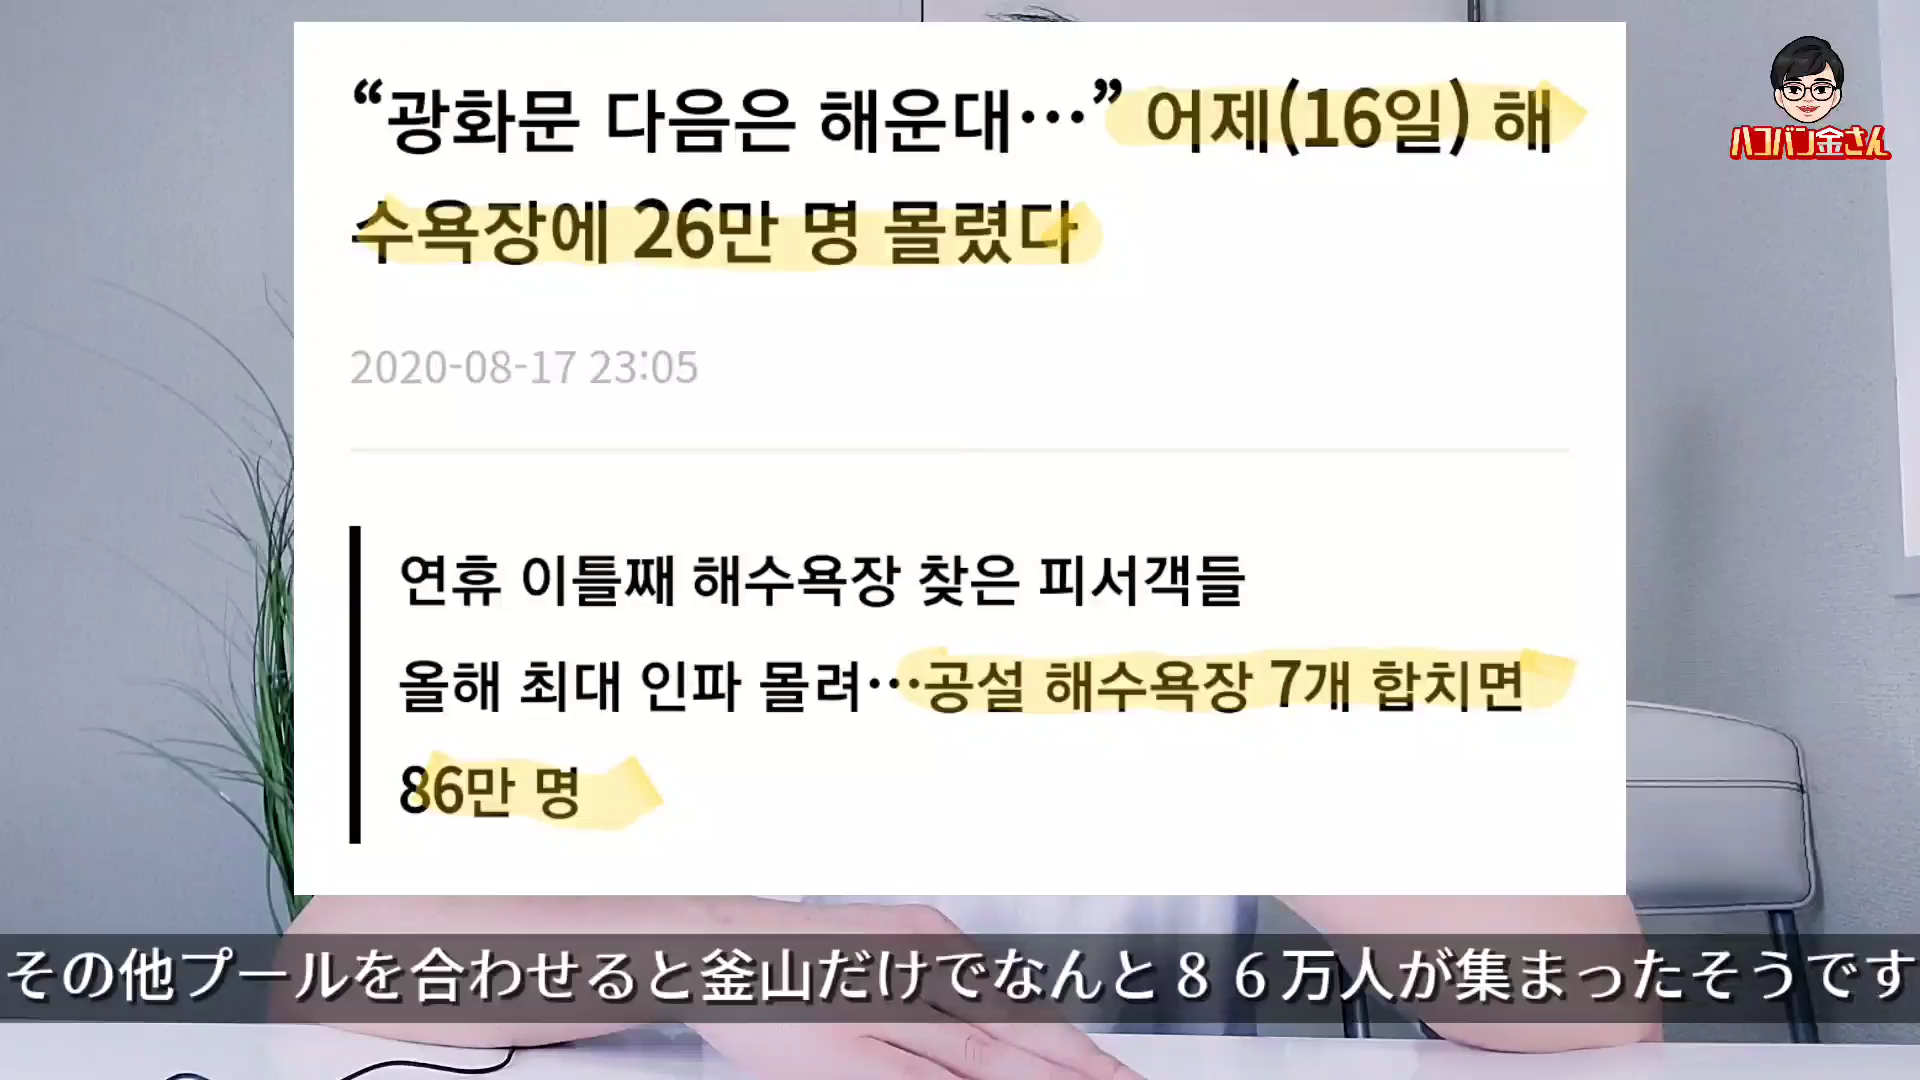 “광화문 다음은 해운대…” 어제(16일) 해
수욕장에 26만 명 몰렸다
2020-08-17 23:05
연휴 이틀째 해수욕장 찾은 피서객들
올해 최대 인파 몰려…공설 해수욕장 7개 합치면
86만 명
ハコバン金さん
その他プールを合わせると釜山だけでなんと８６万人が集まったそうです